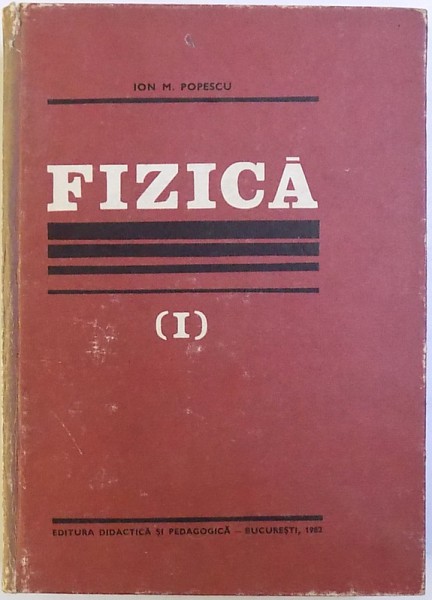 ION M. POPESCU
FIZICĂ
(I)
EDITURA DIDACTICĂ ȘI PEDAGOGICĂ – BUCUREȘTI, 1982